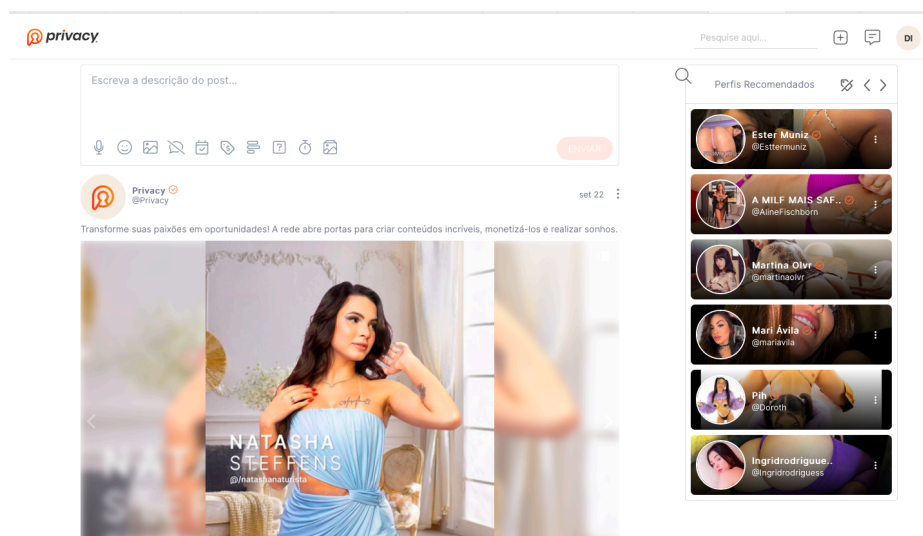 privacy
Pesquise aqui...
DI
Escreva a descrição do post...
ENVIAR
Privacy
@Privacy
set 22
Transforme suas paixões em oportunidades! A rede abre portas para criar conteúdos incríveis, monetizá-los e realizar sonhos.
NATASHA
STEFFENS
@/natashanaturista
Perfis Recomendados
Ester Muniz
@Esttermuniz
A MILF MAIS SAF..
@AlineFischborn
Martina Olvr
@martinaolvr
Mari Ávila
@mariavila
Pih
@Doroth
Ingridrodriguue..
@Ingridrodriguess